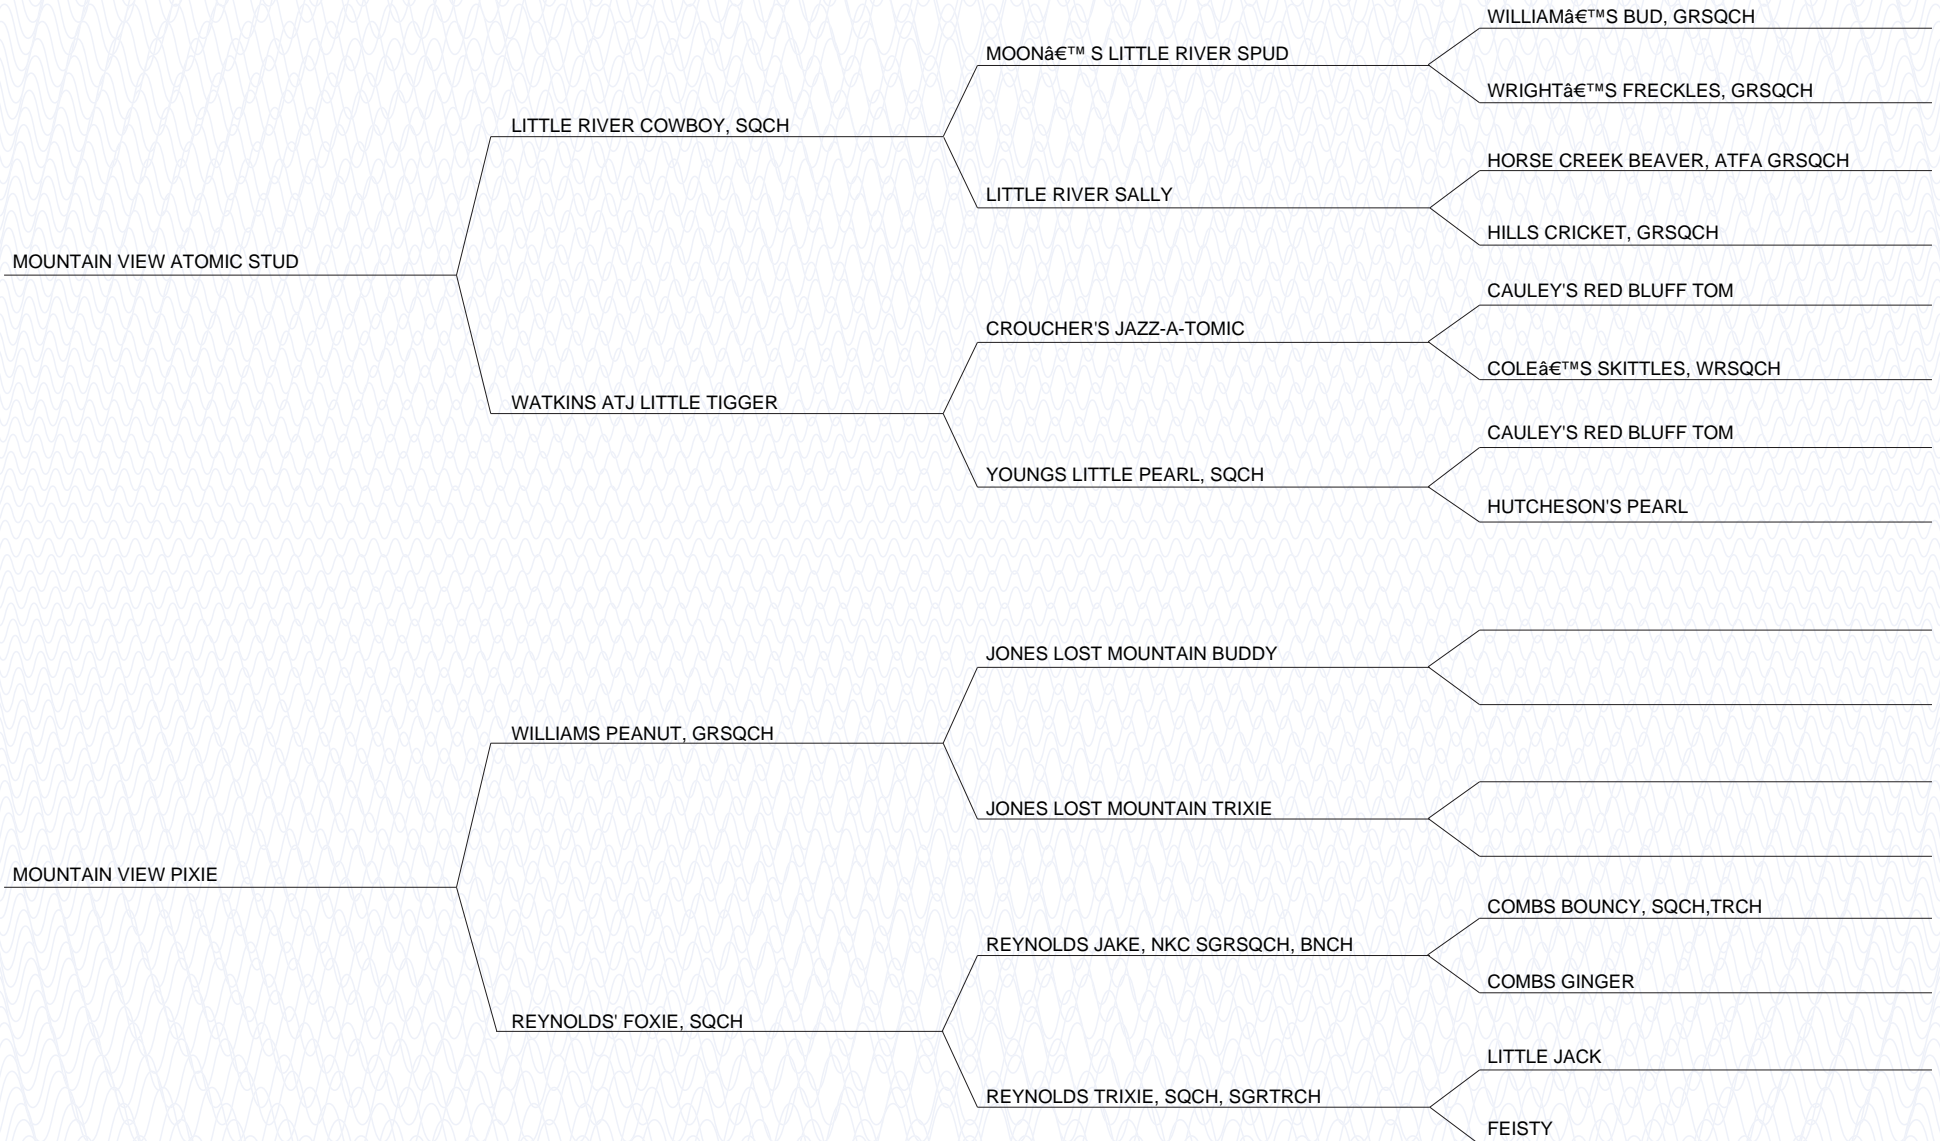 WILLIAMâ€™S BUD, GRSQCH
MOONâ€™ S LITTLE RIVER SPUD
WRIGHTâ€™S FRECKLES, GRSQCH
LITTLE RIVER COWBOY, SQCH
HORSE CREEK BEAVER, ATFA GRSQCH
LITTLE RIVER SALLY
HILLS CRICKET, GRSQCH
MOUNTAIN VIEW ATOMIC STUD
CAULEY'S RED BLUFF TOM
CROUCHER'S JAZZ-A-TOMIC
COLEâ€™S SKITTLES, WRSQCH
WATKINS ATJ LITTLE TIGGER
CAULEY'S RED BLUFF TOM
YOUNGS LITTLE PEARL, SQCH
HUTCHESON'S PEARL
JONES LOST MOUNTAIN BUDDY
WILLIAMS PEANUT, GRSQCH
JONES LOST MOUNTAIN TRIXIE
MOUNTAIN VIEW PIXIE
COMBS BOUNCY, SQCH,TRCH
REYNOLDS JAKE, NKC SGRSQCH, BNCH
COMBS GINGER
REYNOLDS' FOXIE, SQCH
LITTLE JACK
REYNOLDS TRIXIE, SQCH, SGRTRCH
FEISTY